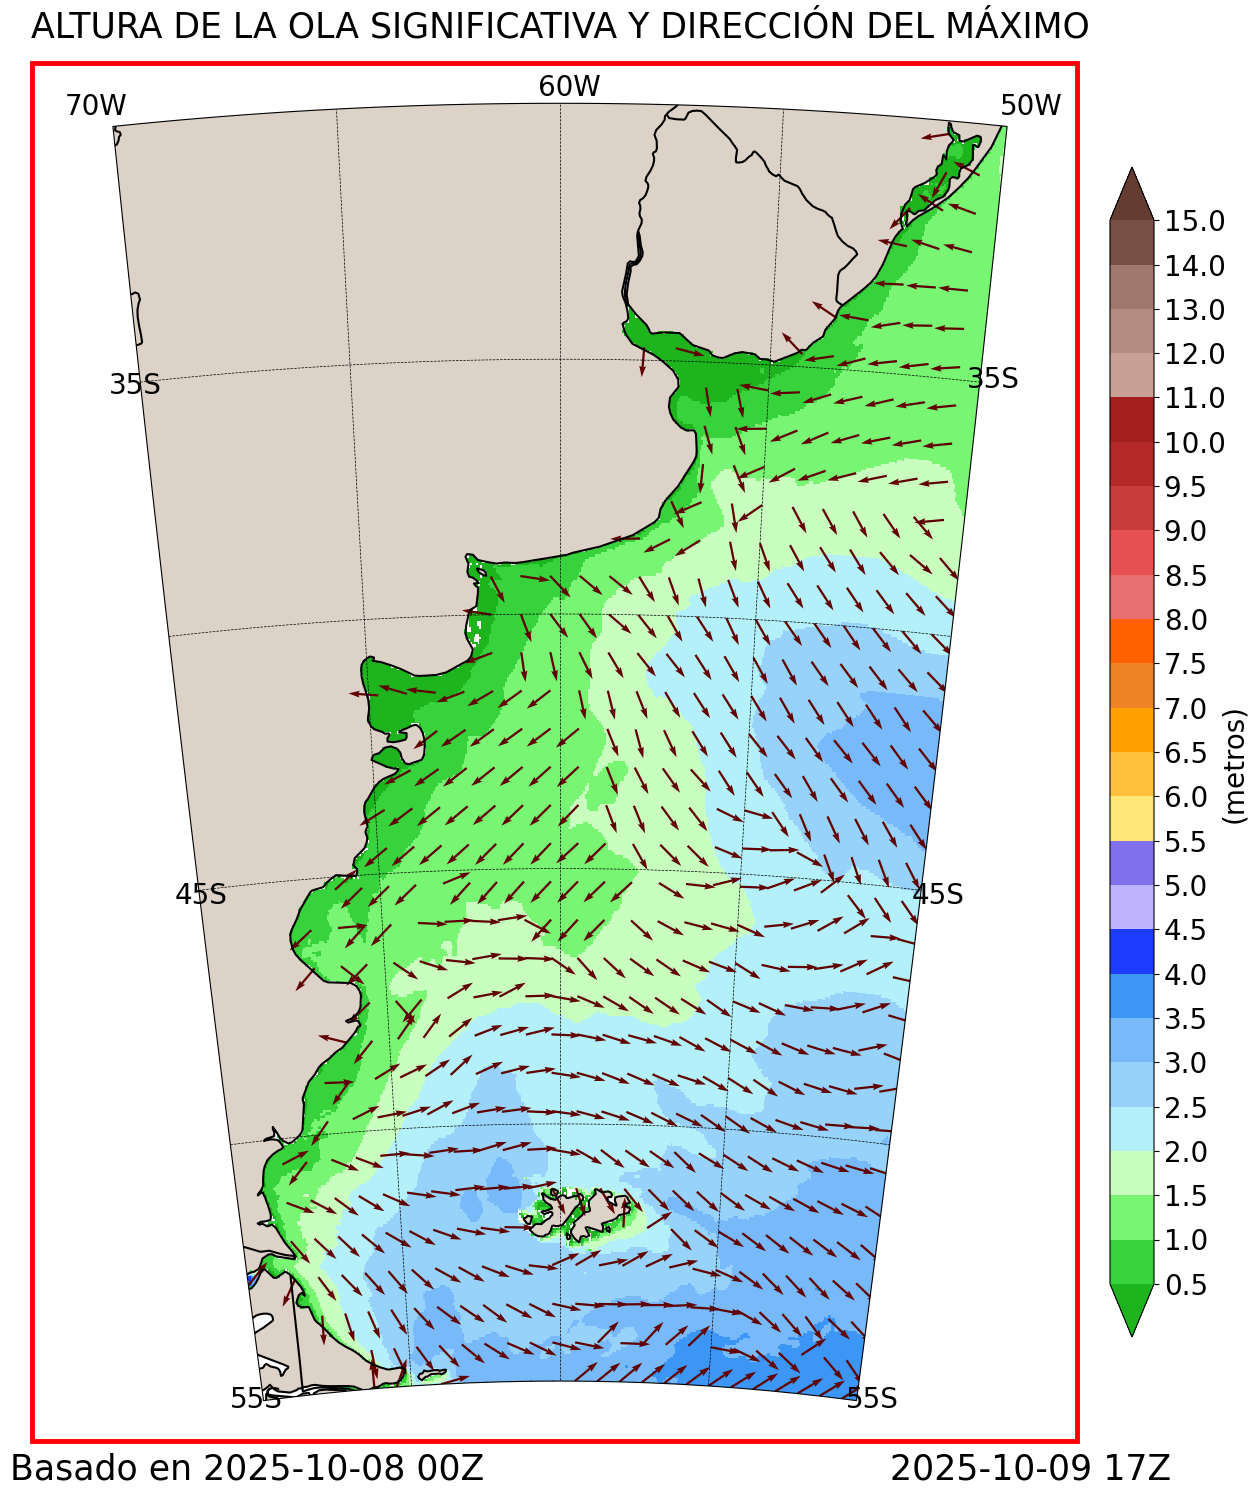 ALTURA DE LA OLA SIGNIFICATIVA Y DIRECCIÓN DEL MÁXIMO
70W
60W
50W
35S
35S
45S
45S
55S
55S
15.0
14.0
13.0
12.0
11.0
10.0
9.5
9.0
8.5
8.0
7.5
7.0
6.5
6.0
5.5
5.0
4.5
4.0
3.5
3.0
2.5
2.0
1.5
1.0
0.5
(metros)
Basado en 2025-10-08 00Z
2025-10-09 17Z